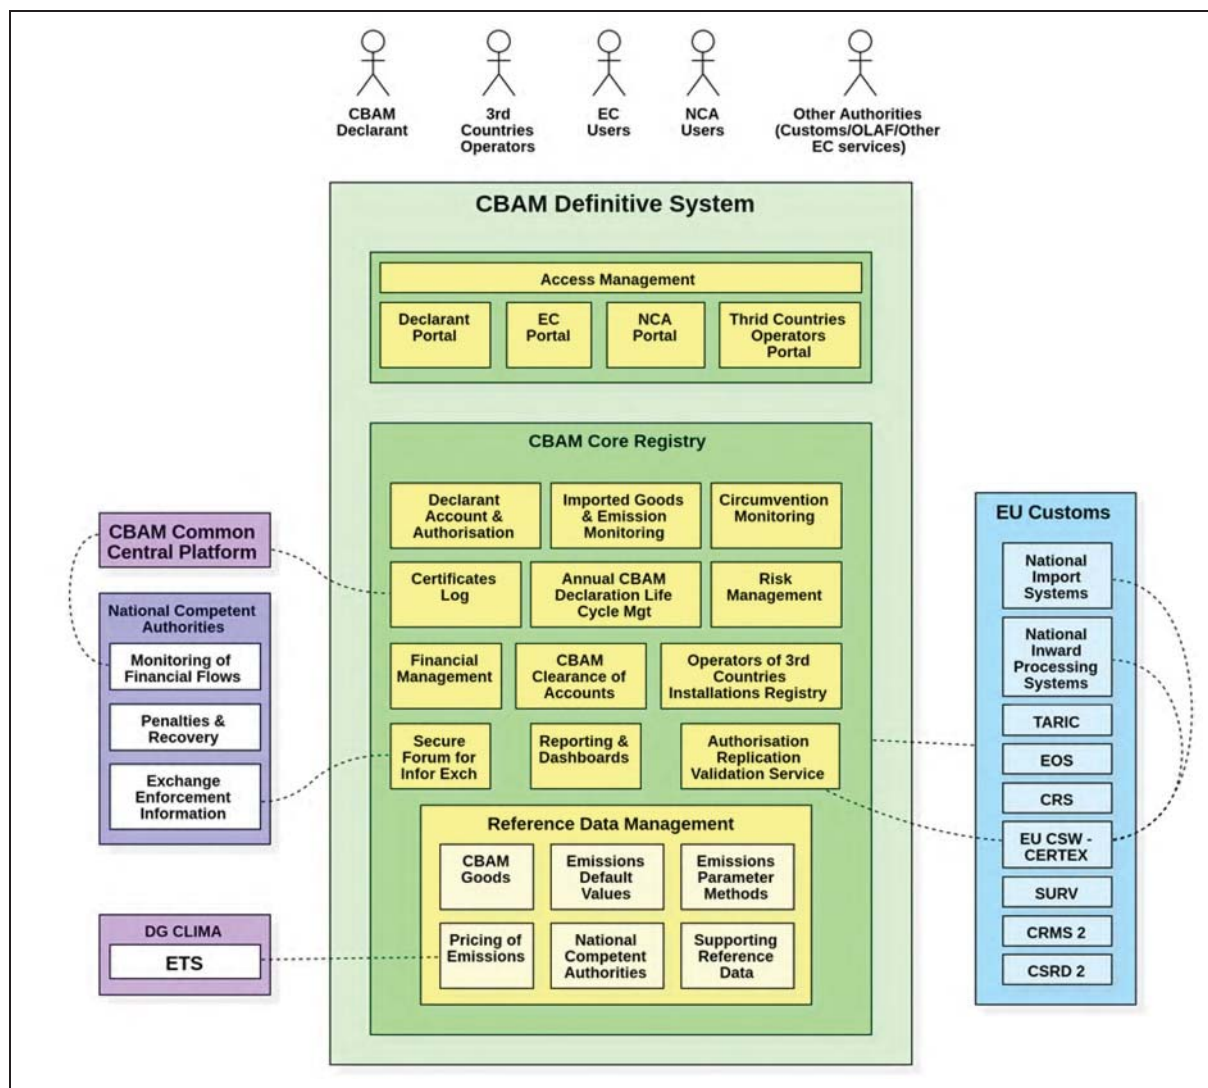 CBAM
Declarant
3rd
Countries
Operators
EC
Users
NCA
Users
Other Authorities
(Customs/OLAF/Other
EC services)
CBAM Definitive System
Access Management
Declarant
Portal
EC
Portal
NCA
Portal
Thrid Countries
Operators
Portal
CBAM Core Registry
Declarant
Account &
Authorisation
Imported Goods
& Emission
Monitoring
Circumvention
Monitoring
Certificates
Log
Annual CBAM
Declaration Life
Cycle Mgt
Risk
Management
Financial
Management
CBAM
Clearance of
Accounts
Operators of 3rd
Countries
Installations Registry
Secure
Forum for
Infor Exch
Reporting &
Dashboards
Authorisation
Replication
Validation Service
Reference Data Management
CBAM
Goods
Emissions
Default
Values
Emissions
Parameter
Methods
Pricing of
Emissions
National
Competent
Authorities
Supporting
Reference
Data
CBAM Common
Central Platform
National Competent
Authorities
Monitoring of
Financial Flows
Penalties &
Recovery
Exchange
Enforcement
Information
DG CLIMA
ETS
EU Customs
National
Import
Systems
National
Inward
Processing
Systems
TARIC
EOS
CRS
EU CSW -
CERTEX
SURV
CRMS 2
CSRD 2